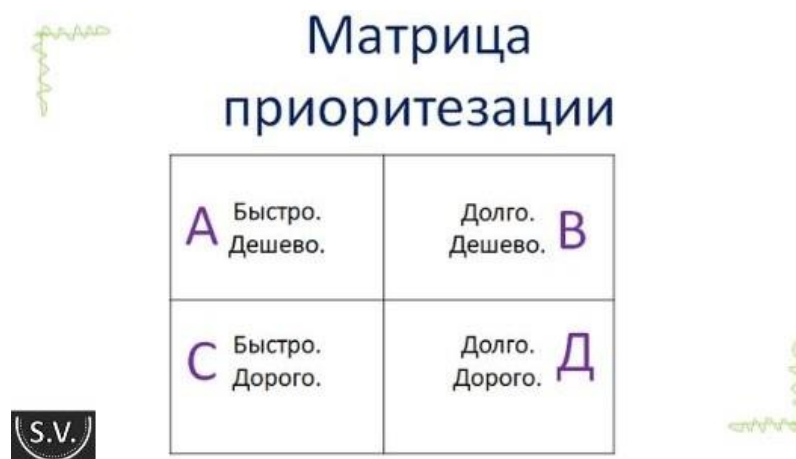 Матрица
приоритезации
А Быстро.
Дешево.
Долго. В
Дешево.
С Быстро.
Дорого.
Долго. Д
Дорого.
S.V.